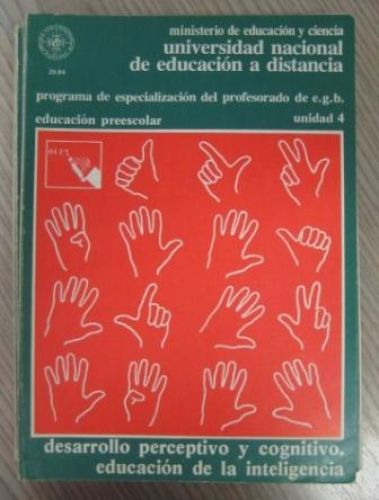 ministerio de educación y ciencia
universidad nacional
de educación a distancia
programa de especialización del profesorado de e.g.b.
educación preescolar
unidad 4
desarrollo perceptivo y cognitivo.
educación de la inteligencia